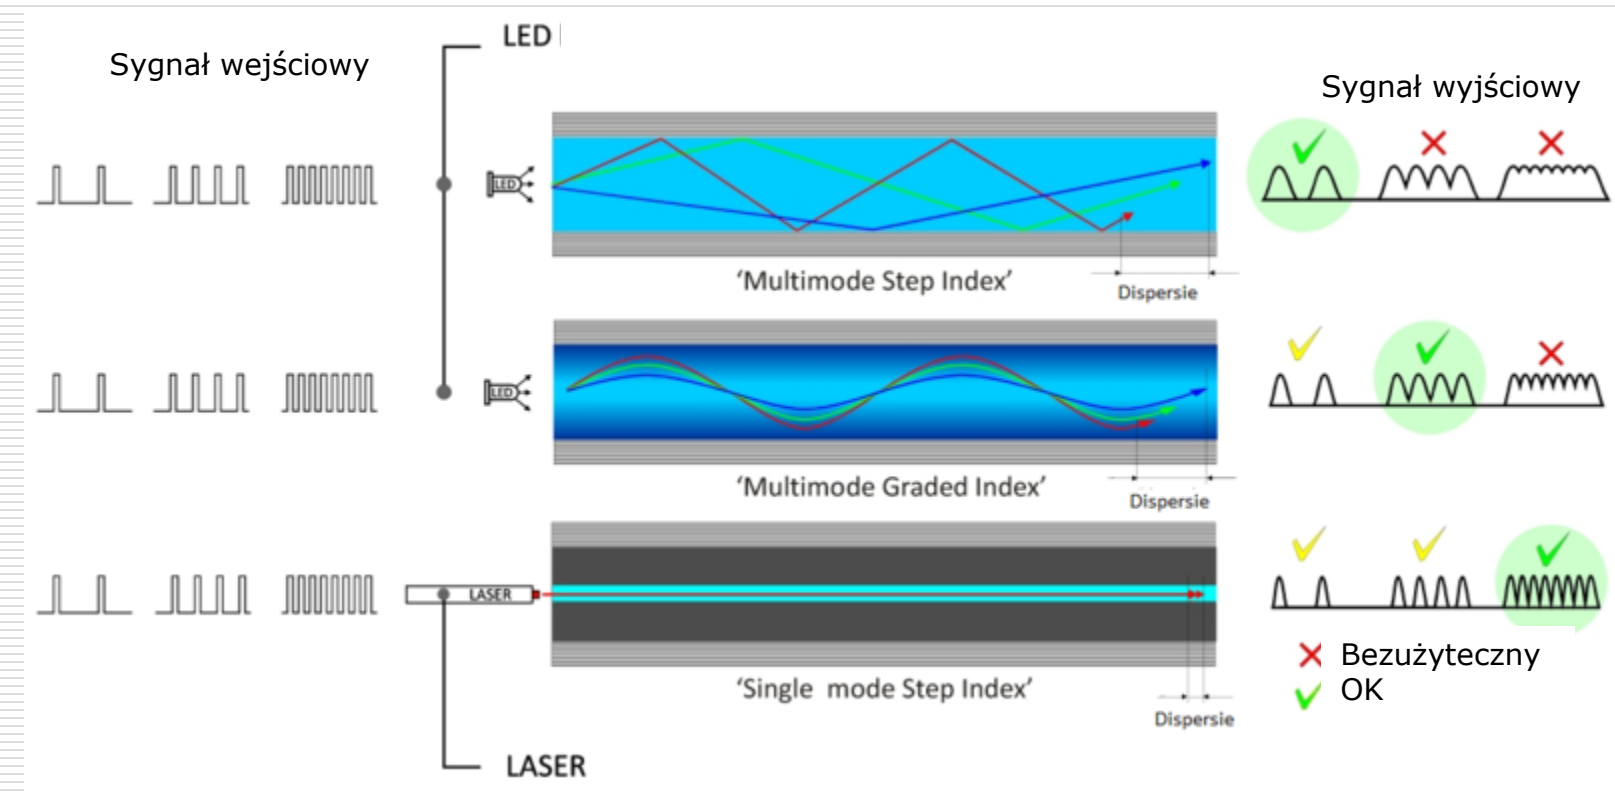 LED
Sygnał wejściowy
Sygnał wyjściowy
LED
‘Multimode Step Index’
Dispersie
LED
‘Multimode Graded Index’
Dispersie
LASER
‘Single mode Step Index’
Dispersie
Bezużyteczny
OK
LASER